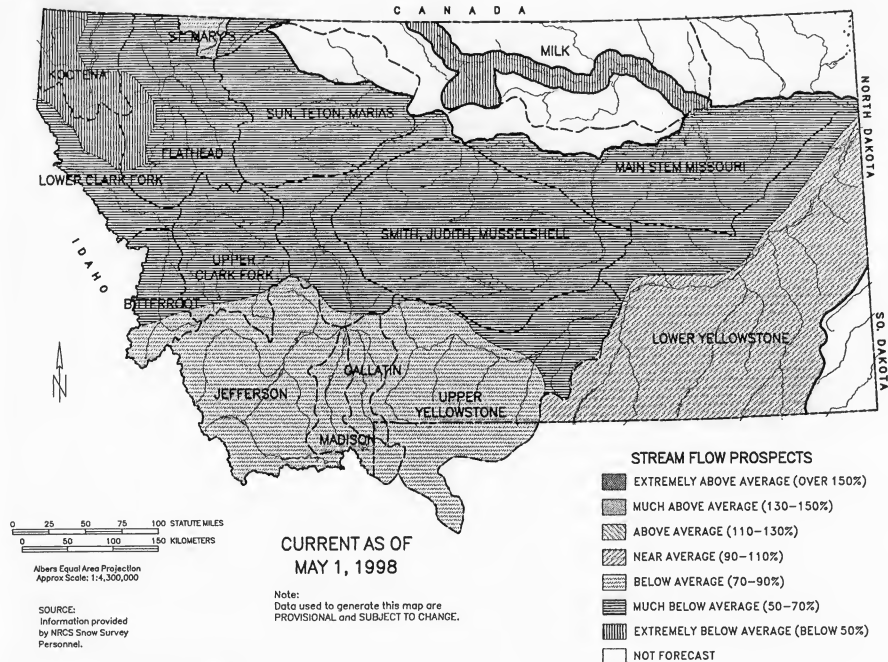 CANADA
ST. MARYS
MILK
KOOTENAI
SUN, TETON, MARIAS
FLATHEAD
NORTH DAKOTA
LOWER CLARK FORK
MAIN STEM MISSOURI
IDAHO
SMITH, JUDITH, MUSSELSHELL
UPPER
CLARK FORK
BITTERROOT
LOWER YELLOWSTONE
SO. DAKOTA
N
GALLATIN
JEFFERSON
UPPER
YELLOWSTONE
MADISON
STREAM FLOW PROSPECTS
EXTREMELY ABOVE AVERAGE (OVER 150%)
MUCH ABOVE AVERAGE (130-150%)
ABOVE AVERAGE (110-130%)
NEAR AVERAGE (90-110%)
BELOW AVERAGE (70-90%)
MUCH BELOW AVERAGE (50-70%)
EXTREMELY BELOW AVERAGE (BELOW 50%)
NOT FORECAST
0 25 50 75 100 STATUTE MILES
0 50 100 150 KILOMETERS
Albers Equal Area Projection
Approx Scale: 1:4,300,000
SOURCE:
Information provided
by NRCS Snow Survey
Personnel.
CURRENT AS OF
MAY 1, 1998
Note:
Data used to generate this map are
PROVISIONAL and SUBJECT TO CHANGE.